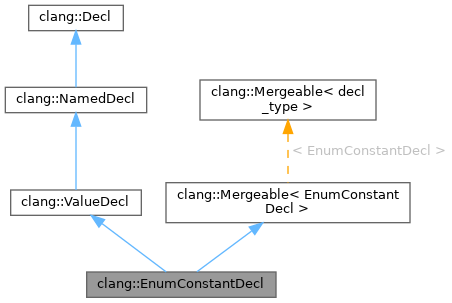 clang::Decl
clang::NamedDecl
clang::Mergeable< decl
_type >
< EnumConstantDecl >
clang::ValueDecl
clang::Mergeable< EnumConstant
Decl >
clang::EnumConstantDecl